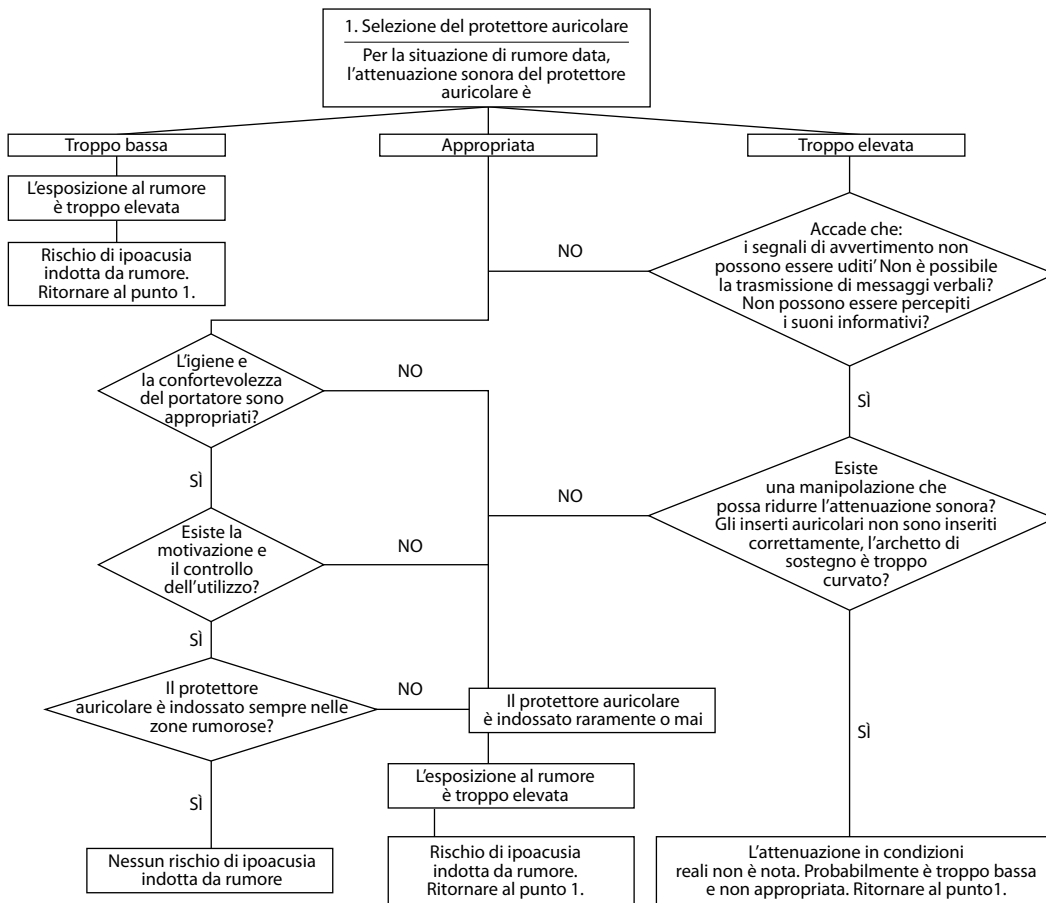 1. Selezione del protettore auricolare
Per la situazione di rumore data,
l'attenuazione sonora del protettore
auricolare è
Troppo bassa
Appropriata
Troppo elevata
L'esposizione al rumore
è troppo elevata
Rischio di ipoacusia
indotta da rumore.
Ritornare al punto 1.
NO
Accade che:
i segnali di avvertimento non
possono essere uditi' Non è possibile
la trasmissione di messaggi verbali?
Non possono essere percepiti
i suoni informativi?
L'igiene e
la confortevolezza
del portatore sono
appropriati?
NO
SÌ
SÌ
Esiste
una manipolazione che
possa ridurre l'attenuazione sonora?
Gli inserti auricolari non sono inseriti
correttamente, l'archetto di
sostegno è troppo
curvato?
NO
Esiste la
motivazione e
il controllo
dell'utilizzo?
NO
SÌ
Il protettore
auricolare è indossato sempre nelle
zone rumorose?
NO
Il protettore auricolare
è indossato raramente o mai
SÌ
SÌ
L'esposizione al rumore
è troppo elevata
Nessun rischio di ipoacusia
indotta da rumore
Rischio di ipoacusia
indotta da rumore.
Ritornare al punto 1.
L'attenuazione in condizioni
reali non è nota. Probabilmente è troppo bassa
e non appropriata. Ritornare al punto1.